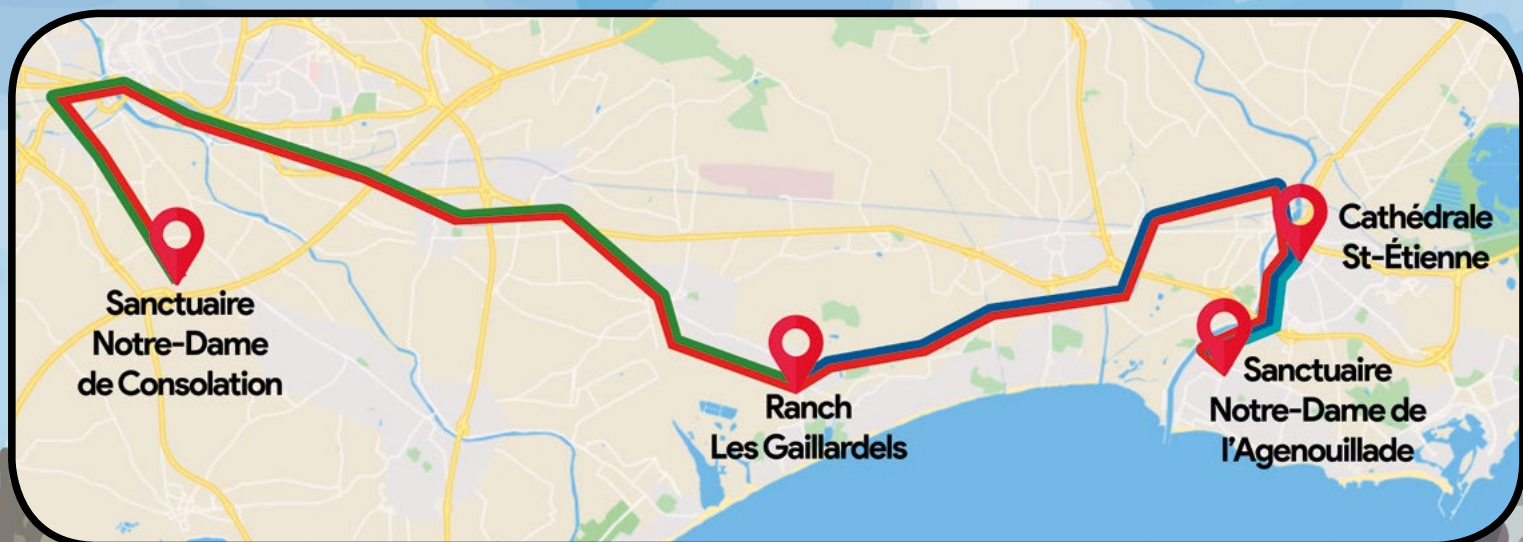 Sanctuaire
Notre-Dame
de Consolation
Ranch
Les Gaillardels
Cathédrale
St-Étienne
Sanctuaire
Notre-Dame de
l'Agenouillade